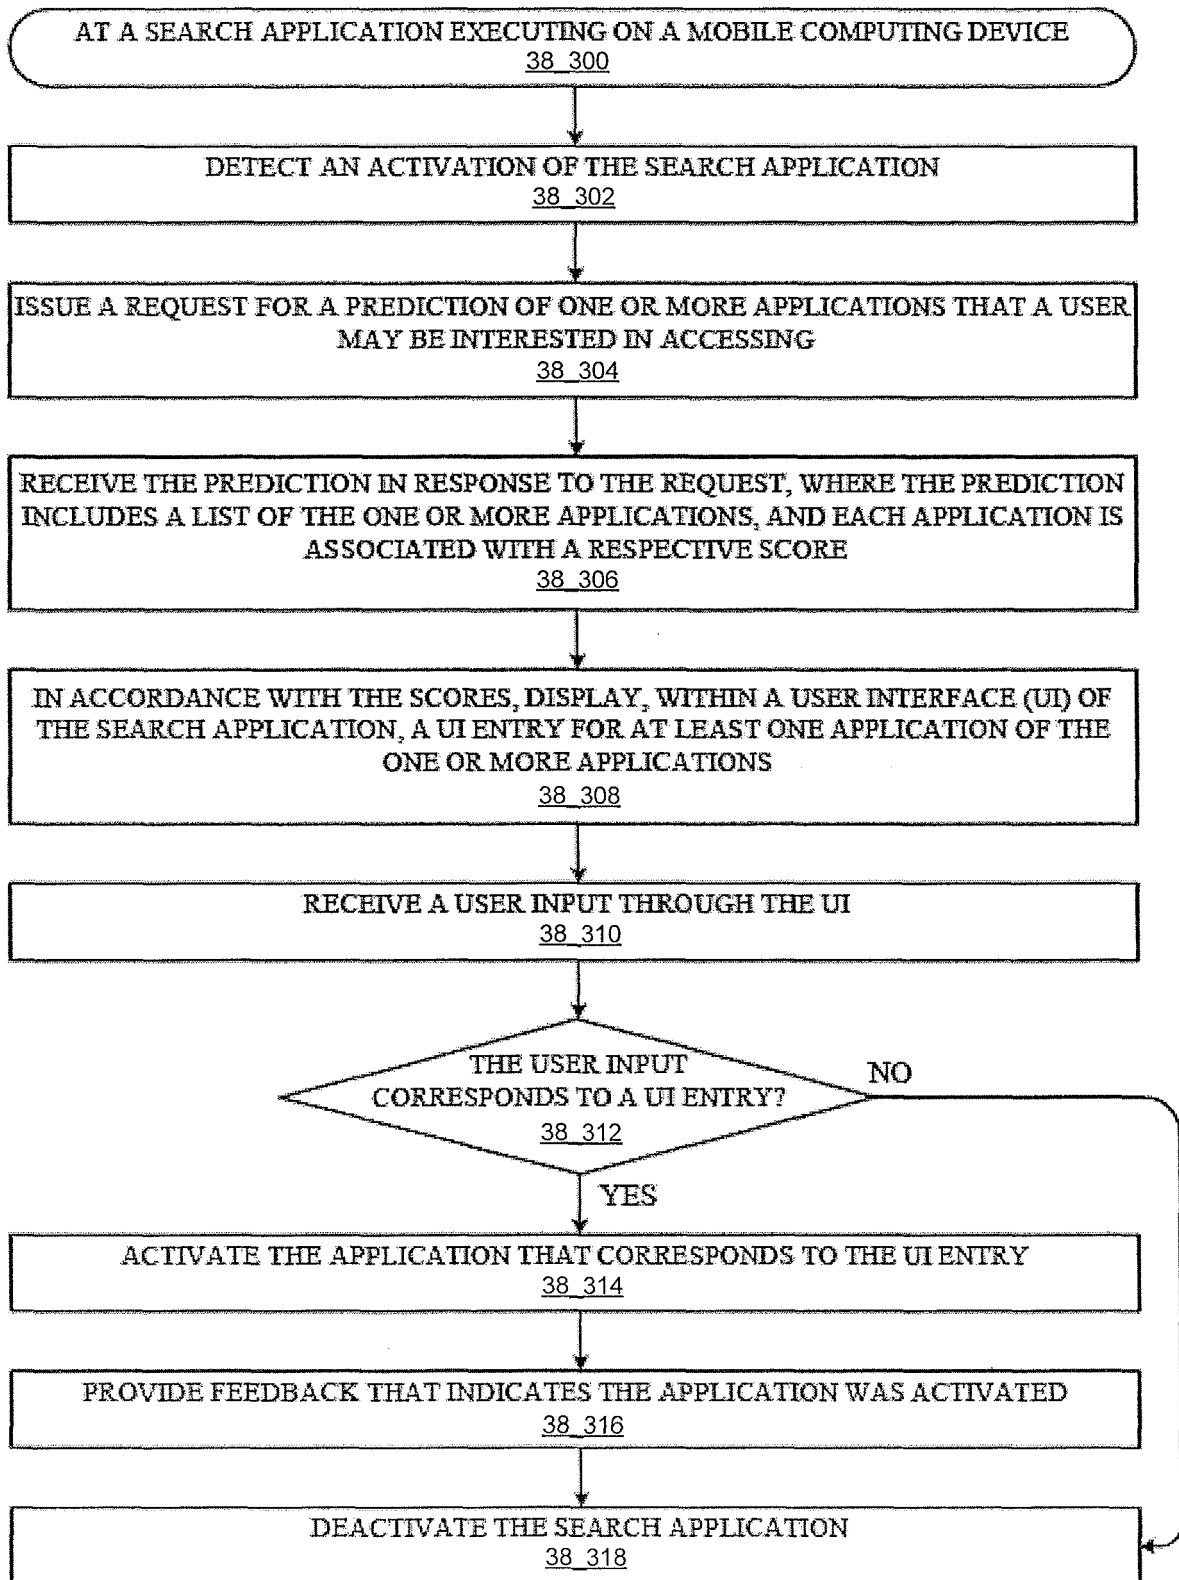 AT A SEARCH APPLICATION EXECUTING ON A MOBILE COMPUTING DEVICE
38_300
DETECT AN ACTIVATION OF THE SEARCH APPLICATION
38_302
ISSUE A REQUEST FOR A PREDICTION OF ONE OR MORE APPLICATIONS THAT A USER
MAY BE INTERESTED IN ACCESSING
38_304
RECEIVE THE PREDICTION IN RESPONSE TO THE REQUEST, WHERE THE PREDICTION
INCLUDES A LIST OF THE ONE OR MORE APPLICATIONS, AND EACH APPLICATION IS
ASSOCIATED WITH A RESPECTIVE SCORE
38_306
IN ACCORDANCE WITH THE SCORES, DISPLAY, WITHIN A USER INTERFACE (UI) OF
THE SEARCH APPLICATION, A UI ENTRY FOR AT LEAST ONE APPLICATION OF THE
ONE OR MORE APPLICATIONS
38_308
RECEIVE A USER INPUT THROUGH THE UI
38_310
THE USER INPUT
CORRESPONDS TO A UI ENTRY?
38_312
NO
YES
ACTIVATE THE APPLICATION THAT CORRESPONDS TO THE UI ENTRY
38_314
PROVIDE FEEDBACK THAT INDICATES THE APPLICATION WAS ACTIVATED
38_316
DEACTIVATE THE SEARCH APPLICATION
38_318